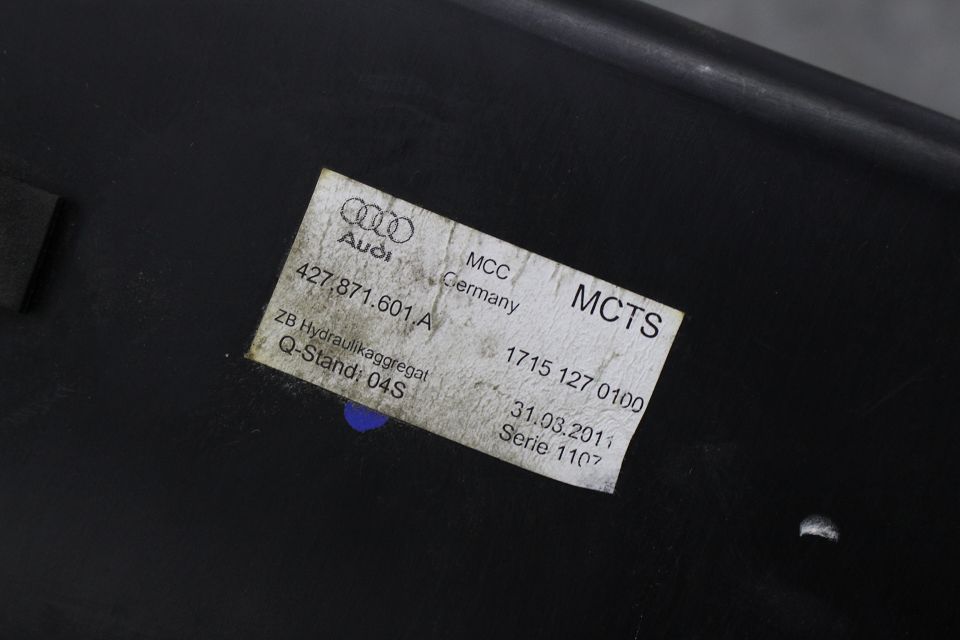 Audi
MCC
Germany
MCTS
427.871.601.A
1715 127 0100
ZB Hydraulikaggregat
Q-Stand: 04S
31.03.2011
Serie 1107